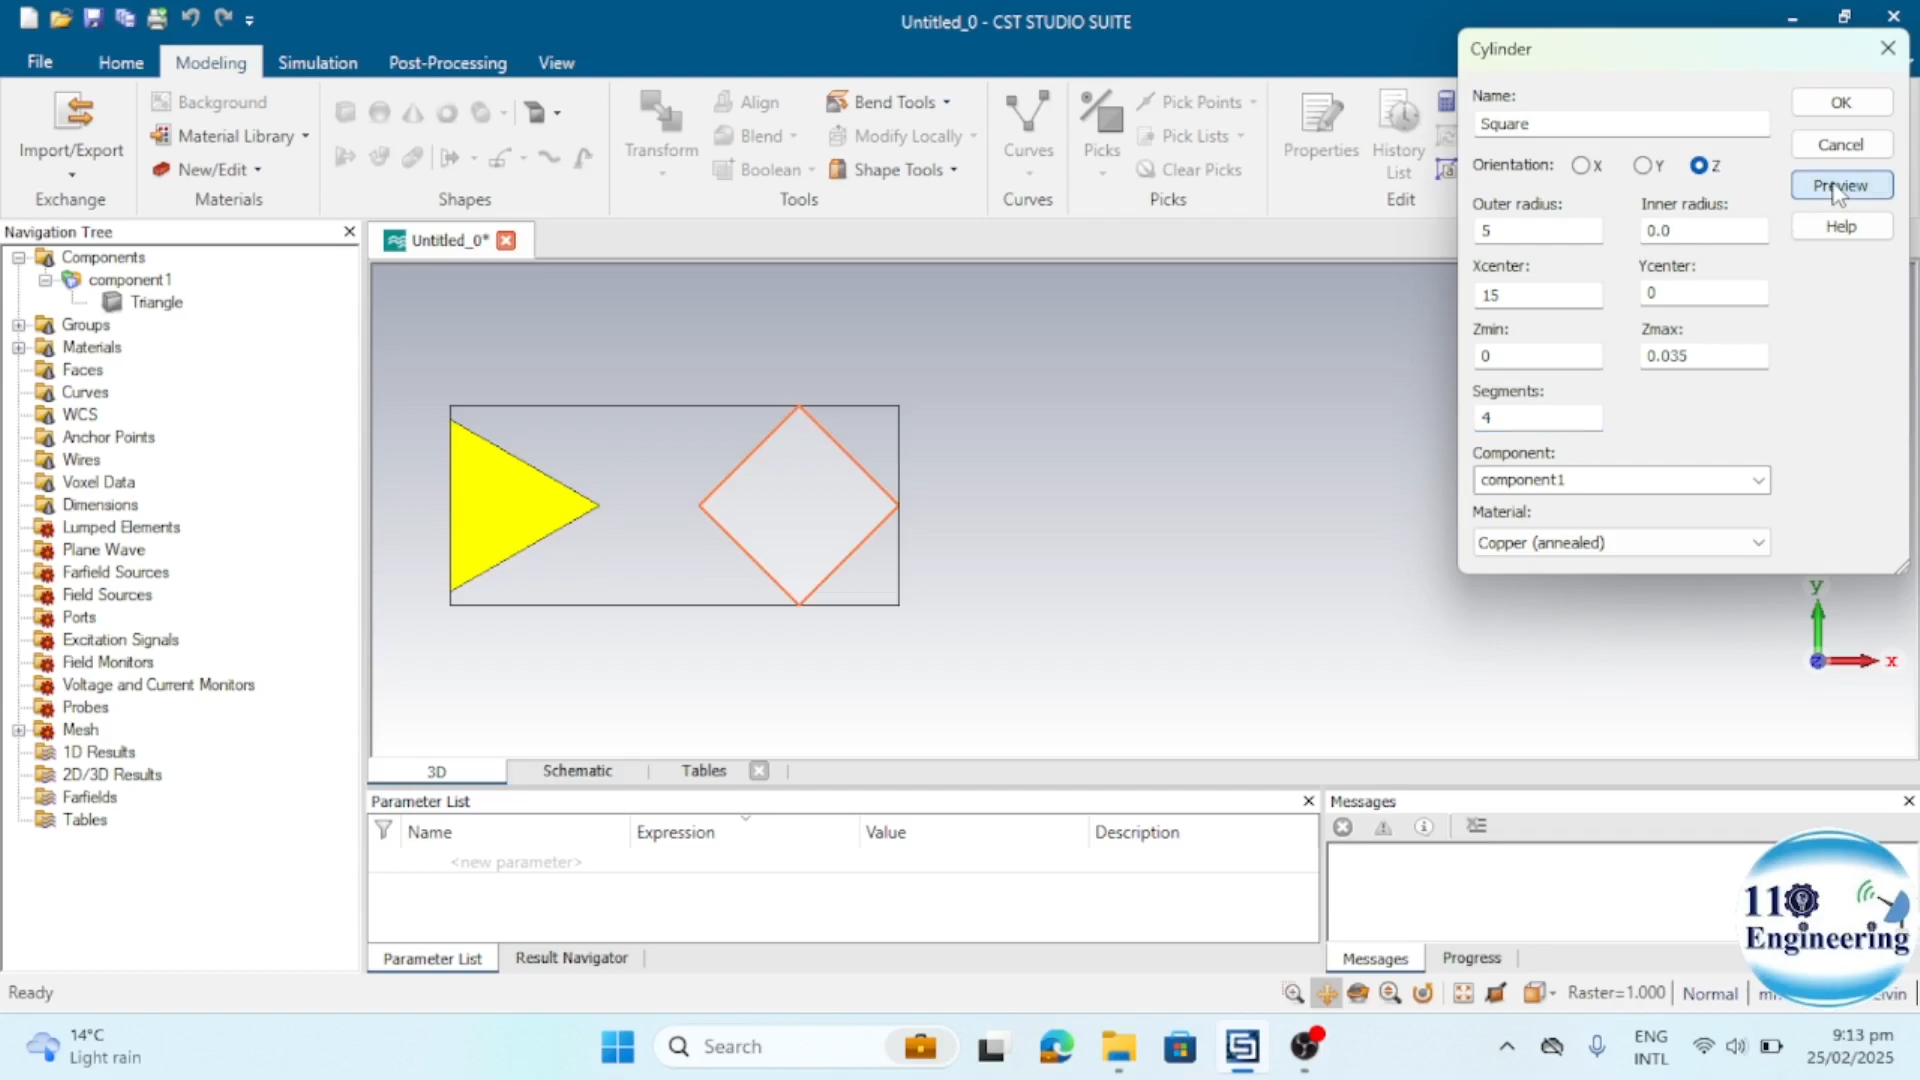 Untitled_0 - CST STUDIO SUITE
File
Home
Modeling
Simulation
Post-Processing
View
Import/Export
Exchange
Background
Material Library
New/Edit
Materials
Shapes
Transform
Align
Blend
Boolean
Bend Tools
Modify Locally
Shape Tools
Tools
Curves
Curves
Picks
Pick Points
Pick Lists
Clear Picks
Picks
Properties
History
List
Edit
Cylinder
Name:
Square
OK
Cancel
Preview
Help
Orientation:
X
Y
Z
Outer radius:
Inner radius:
5
0.0
Xcenter:
Ycenter:
15
0
Zmin:
Zmax:
0
0.035
Segments:
4
Component:
component1
Material:
Copper (annealed)
Navigation Tree
Components
component1
Triangle
Groups
Materials
Faces
Curves
WCS
Anchor Points
Wires
Voxel Data
Dimensions
Lumped Elements
Plane Wave
Farfield Sources
Field Sources
Ports
Excitation Signals
Field Monitors
Voltage and Current Monitors
Probes
Mesh
1D Results
2D/3D Results
Farfields
Tables
Untitled_0*
y
z
x
3D
Schematic
Tables
Parameter List
Name
Expression
Value
Description
<new parameter>
Parameter List
Result Navigator
Messages
Messages
Progress
110
Engineering
Ready
Raster=1.000
Normal
14°C
Light rain
Search
ENG
INTL
9:13 pm
25/02/2025